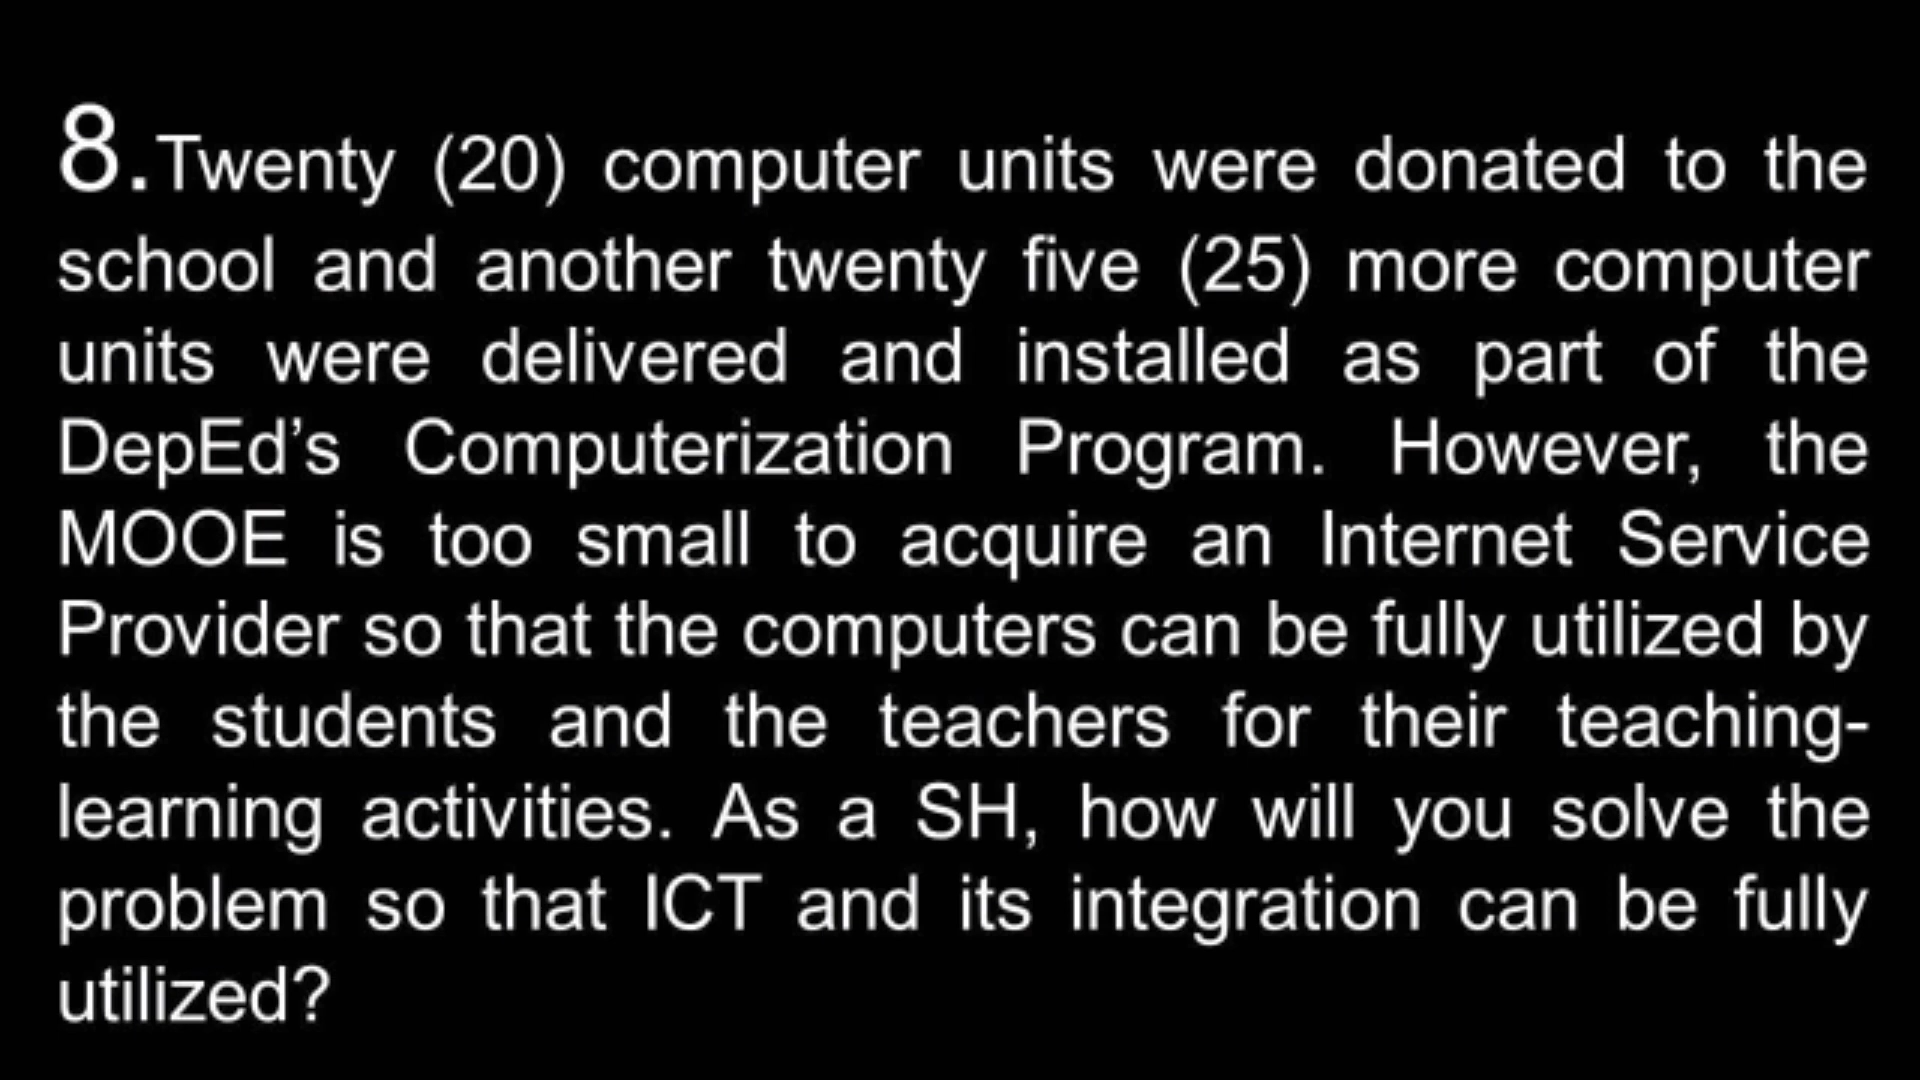 8.Twenty (20) computer units were donated to the
school and another twenty five (25) more computer
units were delivered and installed as part of the
DepEd’s Computerization Program. However, the
MOOE is too small to acquire an Internet Service
Provider so that the computers can be fully utilized by
the students and the teachers for their teaching-
learning activities. As a SH, how will you solve the
problem so that ICT and its integration can be fully
utilized?